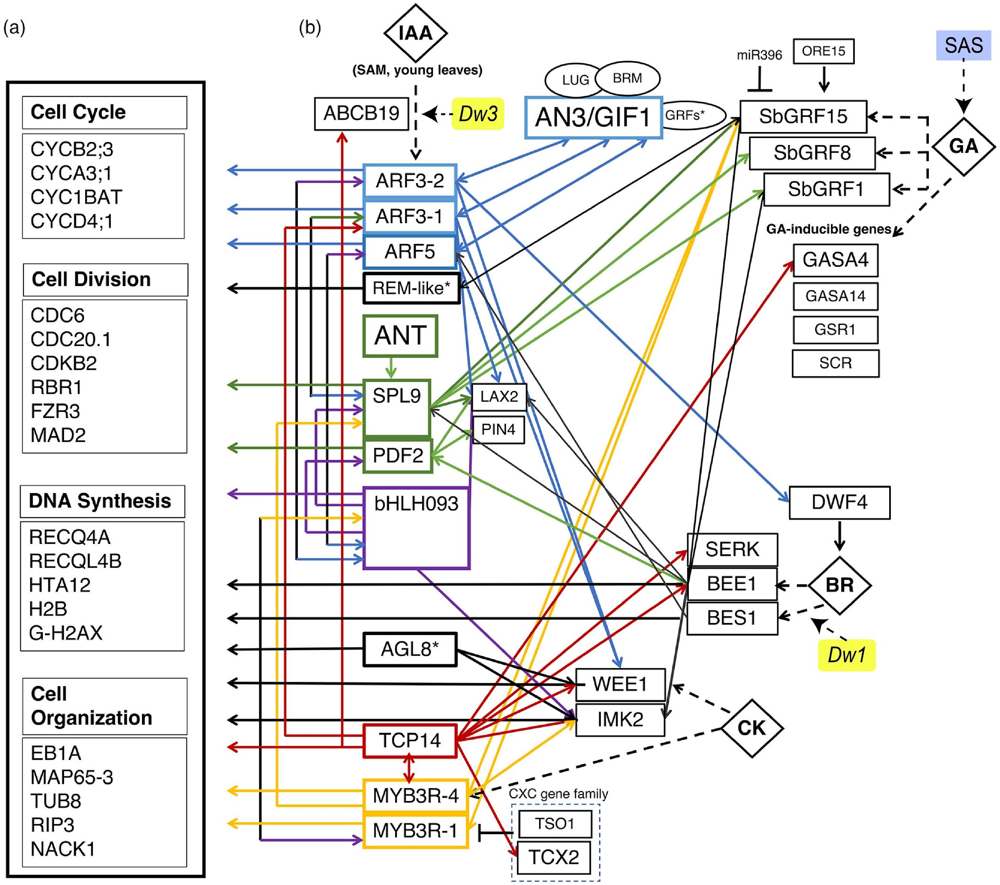 (a)
Cell Cycle
CYCB2;3
CYCA3;1
CYC1BAT
CYCD4;1
Cell Division
CDC6
CDC20.1
CDKB2
RBR1
FZR3
MAD2
DNA Synthesis
RECQ4A
RECQL4B
HTA12
H2B
G-H2AX
Cell
Organization
EB1A
MAP65-3
TUB8
RIP3
NACK1
(b)
IAA
(SAM, young leaves)
ABCB19
Dw3
LUG
BRM
AN3/GIF1
GRFs*
miR396
ORE15
SAS
SbGRF15
SbGRF8
SbGRF1
GA
GA-inducible genes
GASA4
GASA14
GSR1
SCR
ARF3-2
ARF3-1
ARF5
REM-like*
ANT
SPL9
LAX2
PIN4
PDF2
bHLH093
DWF4
SERK
BEE1
BES1
BR
Dw1
AGL8*
WEE1
IMK2
CK
TCP14
MYB3R-4
MYB3R-1
CXC gene family
TSO1
TCX2